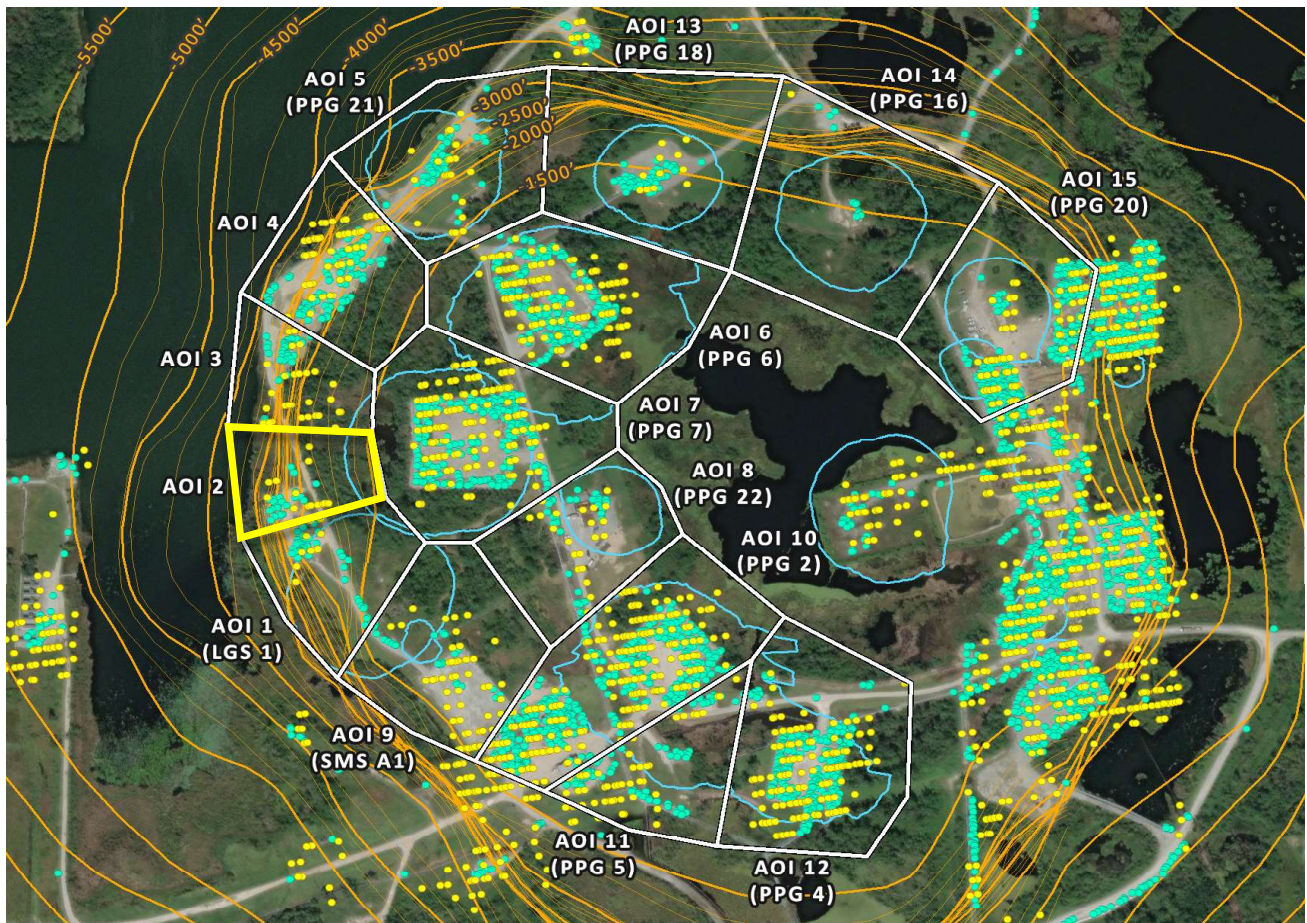 -5500'
-5000'
-4500'
-4000'
-3500'
-3000'
-2500'
-2000'
-1500'
AOI 13
(PPG 18)
AOI 5
(PPG 21)
AOI 14
(PPG 16)
AOI 15
(PPG 20)
AOI 4
AOI 3
AOI 6
(PPG 6)
AOI 7
(PPG 7)
AOI 2
AOI 8
(PPG 22)
AOI 10
(PPG 2)
AOI 1
(LGS 1)
AOI 9
(SMS A1)
AOI 11
(PPG 5)
AOI 12
(PPG 4)